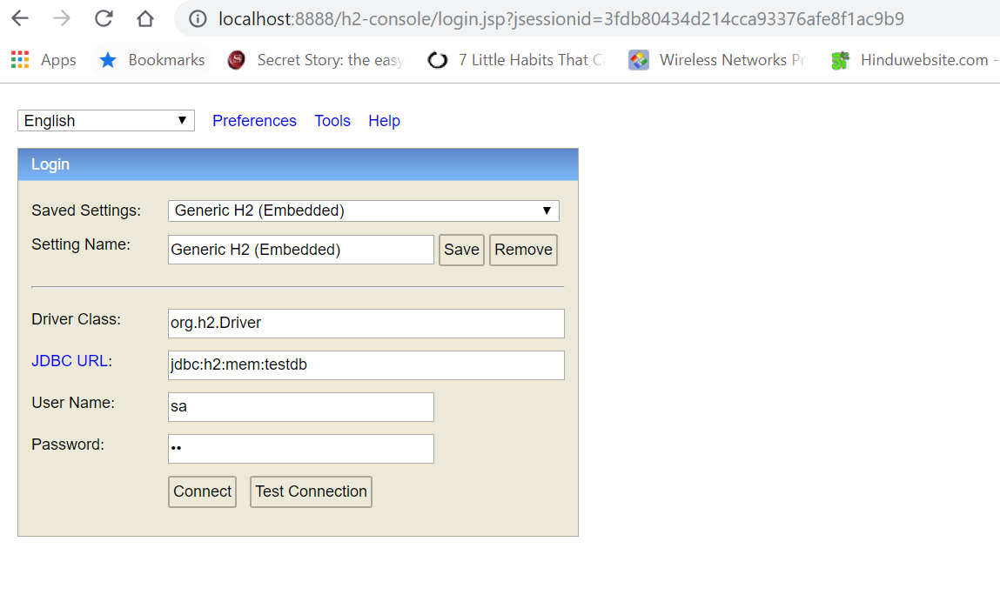 localhost:8888/h2-console/login.jsp?jsessionid=3fdb80434d214cca93376afe8f1ac9b9
Apps Bookmarks Secret Story: the easy 7 Little Habits That Ca Wireless Networks Pr Hinduwebsite.com -
English Preferences Tools Help
Login
Saved Settings: Generic H2 (Embedded)
Setting Name: Generic H2 (Embedded) Save Remove
Driver Class: org.h2.Driver
JDBC URL: jdbc:h2:mem:testdb
User Name: sa
Password: ••
Connect Test Connection